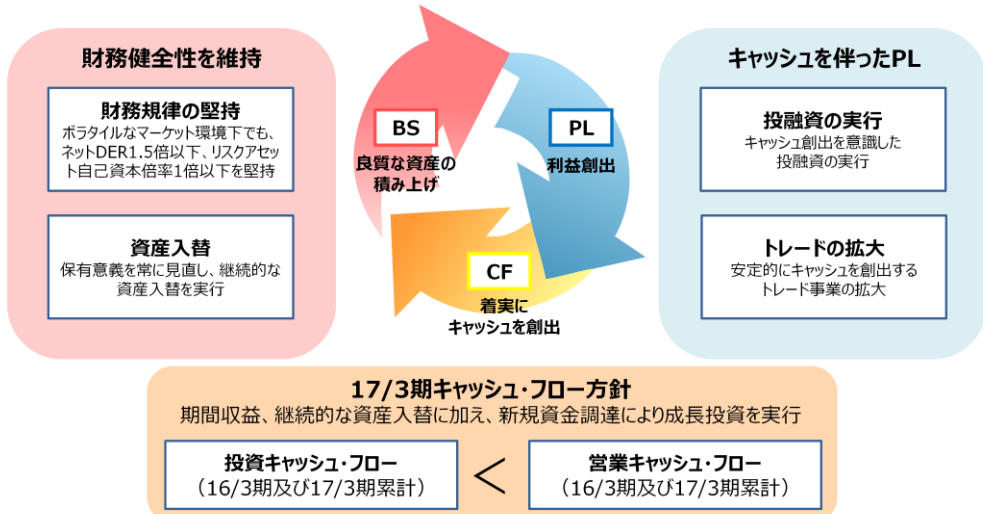 財務健全性を維持
財務規律の堅持
ボラタイルなマーケット環境下でも、
ネットDER1.5倍以下、リスクアセッ
ト自己資本倍率1倍以下を堅持
資産入替
保有意義を常に見直し、継続的な
資産入替を実行
BS
良質な資産の
積み上げ
PL
利益創出
CF
着実に
キャッシュを創出
キャッシュを伴ったPL
投融資の実行
キャッシュ創出を意識した
投融資の実行
トレードの拡大
安定的にキャッシュを創出する
トレード事業の拡大
17/3期キャッシュ・フロー方針
期間収益、継続的な資産入替に加え、新規資金調達により成長投資を実行
投資キャッシュ・フロー
（16/3期及び17/3期累計）
＜
営業キャッシュ・フロー
（16/3期及び17/3期累計）